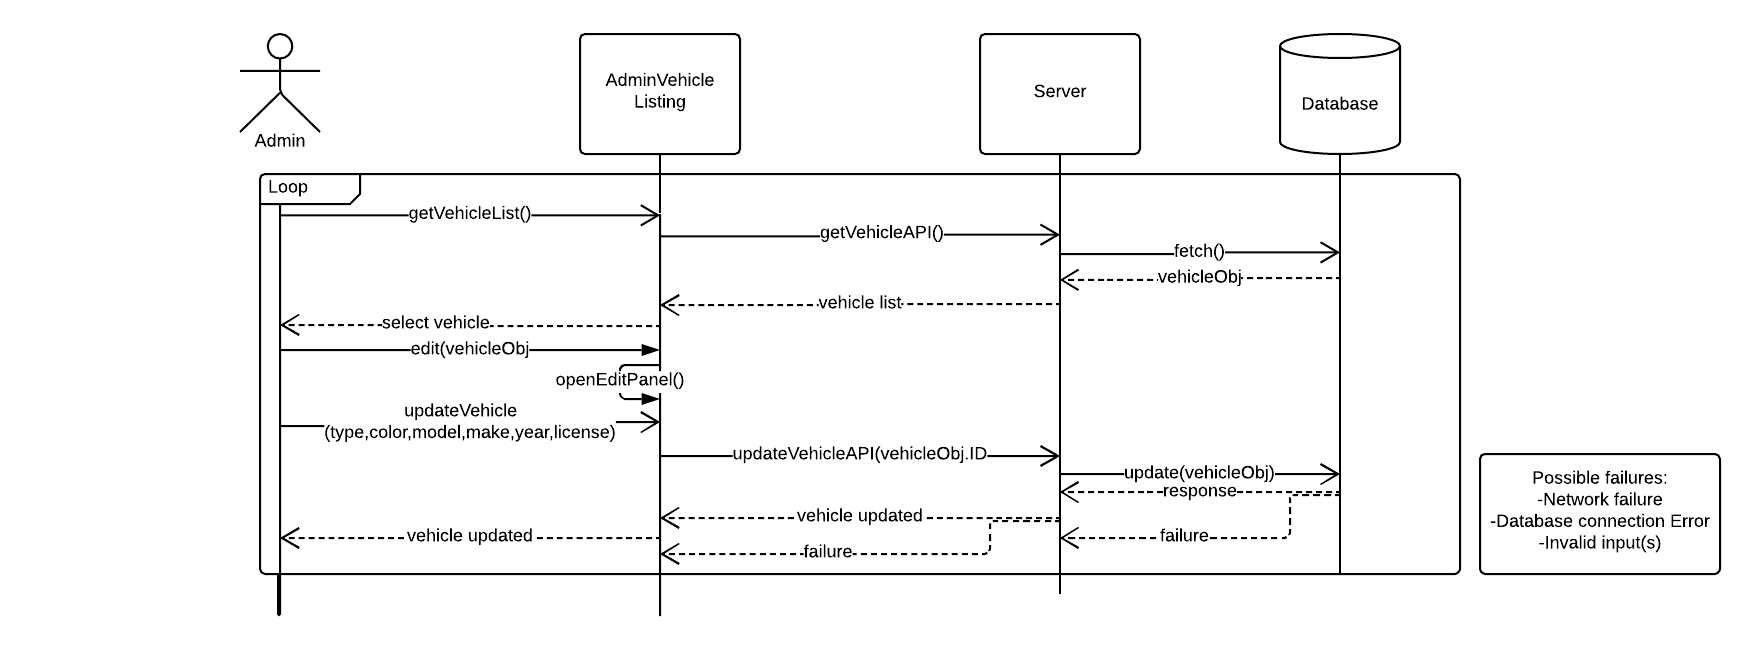 AdminVehicle
Listing
Server
Database
Admin
Loop
getVehicleList()
getVehicleAPI()
fetch()
vehicleObj
vehicle list
select vehicle
edit(vehicleObj
openEditPanel()
updateVehicle
(type,color,model,make,year,license)
updateVehicleAPI(vehicleObj.ID
update(vehicleObj)
response
vehicle updated
vehicle updated
failure
failure
Possible failures:
-Network failure
-Database connection Error
-Invalid input(s)